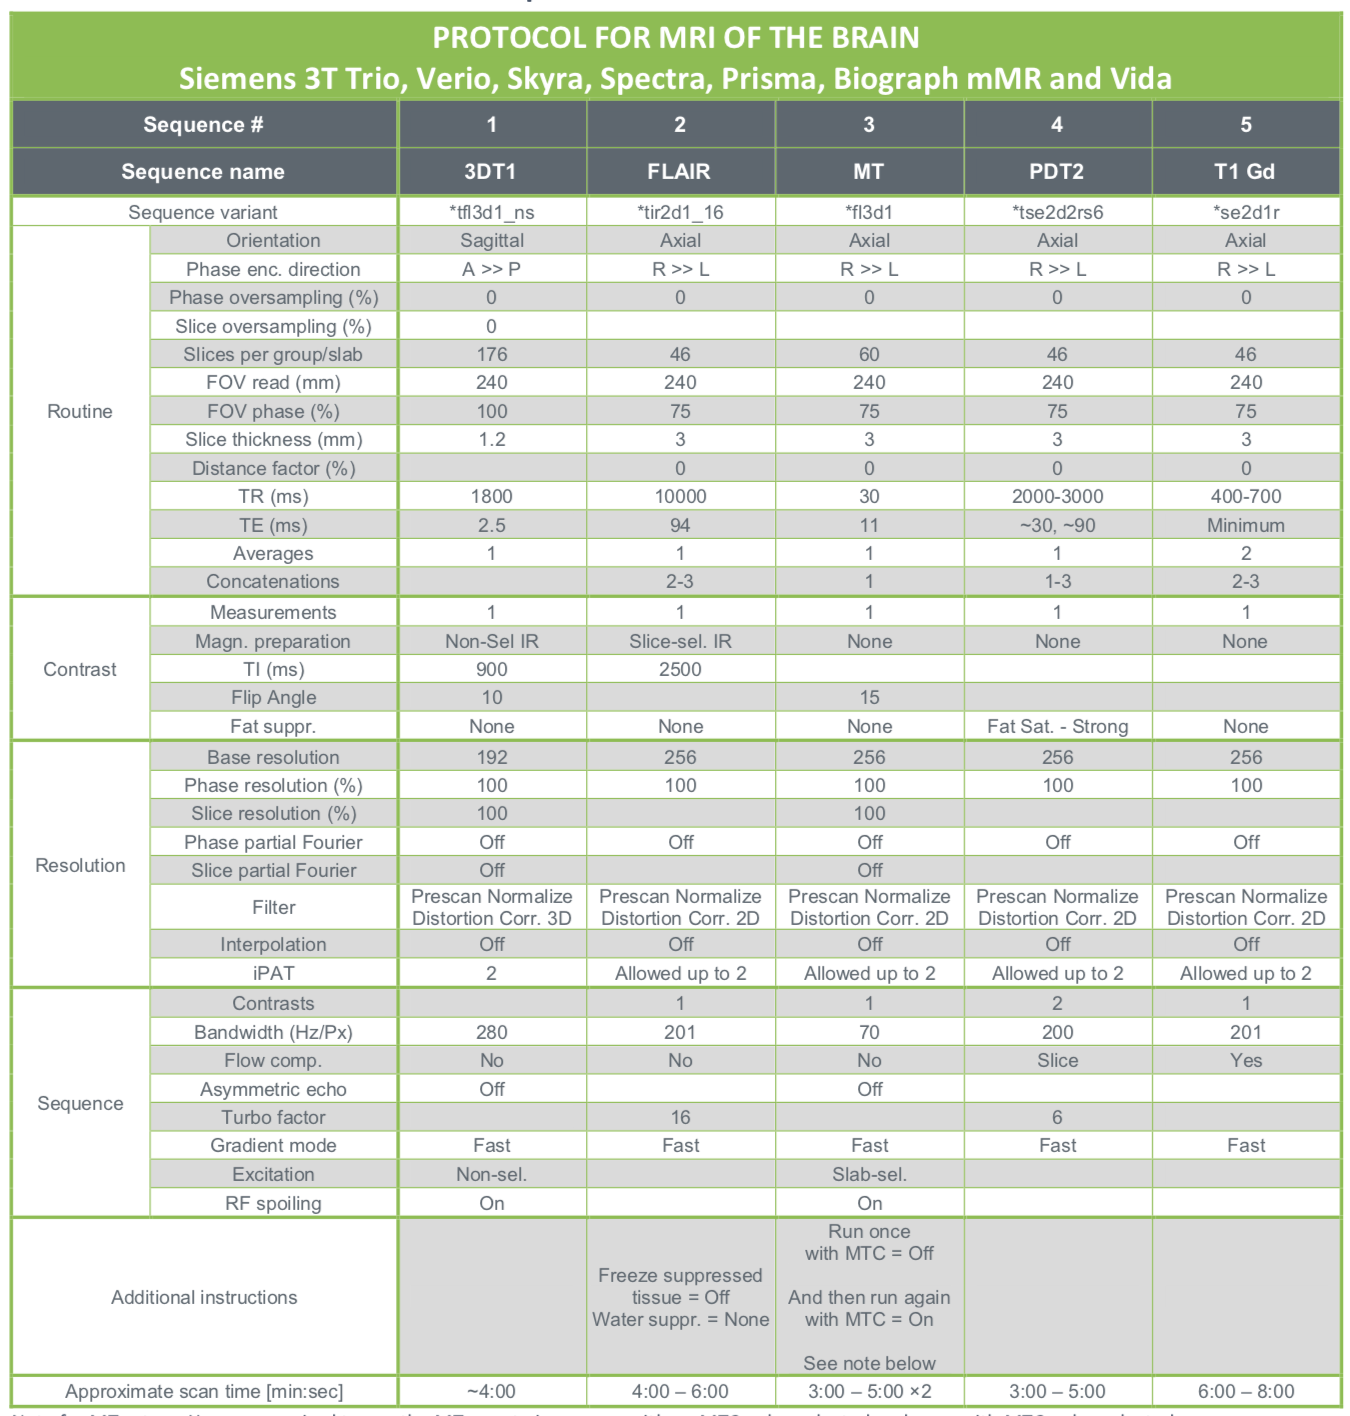 PROTOCOL FOR MRI OF THE BRAIN
Siemens 3T Trio, Verio, Skyra, Spectra, Prisma, Biograph mMR and Vida
Sequence # 1 2 3 4 5
Sequence name 3DT1 FLAIR MT PDT2 T1 Gd
Sequence variant *tfl3d1_ns *tir2d1_16 *fl3d1 *tse2d2rs6 *se2d1r
Routine
Orientation Sagittal Axial Axial Axial Axial
Phase enc. direction A >> P R >> L R >> L R >> L R >> L
Phase oversampling (%) 0 0 0 0 0
Slice oversampling (%) 0
Slices per group/slab 176 46 60 46 46
FOV read (mm) 240 240 240 240 240
FOV phase (%) 100 75 75 75 75
Slice thickness (mm) 1.2 3 3 3 3
Distance factor (%) 0 0 0 0
TR (ms) 1800 10000 30 2000-3000 400-700
TE (ms) 2.5 94 11 ~30, ~90 Minimum
Averages 1 1 1 1 2
Concatenations 2-3 1 1-3 2-3
Contrast
Measurements 1 1 1 1 1
Magn. preparation Non-Sel IR Slice-sel. IR None None None
TI (ms) 900 2500
Flip Angle 10 15
Fat suppr. None None None Fat Sat. - Strong None
Resolution
Base resolution 192 256 256 256 256
Phase resolution (%) 100 100 100 100 100
Slice resolution (%) 100 100
Phase partial Fourier Off Off Off Off Off
Slice partial Fourier Off Off
Filter
Prescan Normalize Prescan Normalize Prescan Normalize Prescan Normalize Prescan Normalize
Distortion Corr. 3D Distortion Corr. 2D Distortion Corr. 2D Distortion Corr. 2D Distortion Corr. 2D
Interpolation Off Off Off Off Off
iPAT 2 Allowed up to 2 Allowed up to 2 Allowed up to 2 Allowed up to 2
Sequence
Contrasts 1 1 2 1
Bandwidth (Hz/Px) 280 201 70 200 201
Flow comp. No No No Slice Yes
Asymmetric echo Off Off
Turbo factor 16 6
Gradient mode Fast Fast Fast Fast Fast
Excitation Non-sel. Slab-sel.
RF spoiling On On
Additional instructions
Freeze suppressed
tissue = Off
Water suppr. = None
Run once
with MTC = Off
And then run again
with MTC = On
See note below
Approximate scan time [min:sec] ~4:00 4:00 – 6:00 3:00 – 5:00 ×2 3:00 – 5:00 6:00 – 8:00